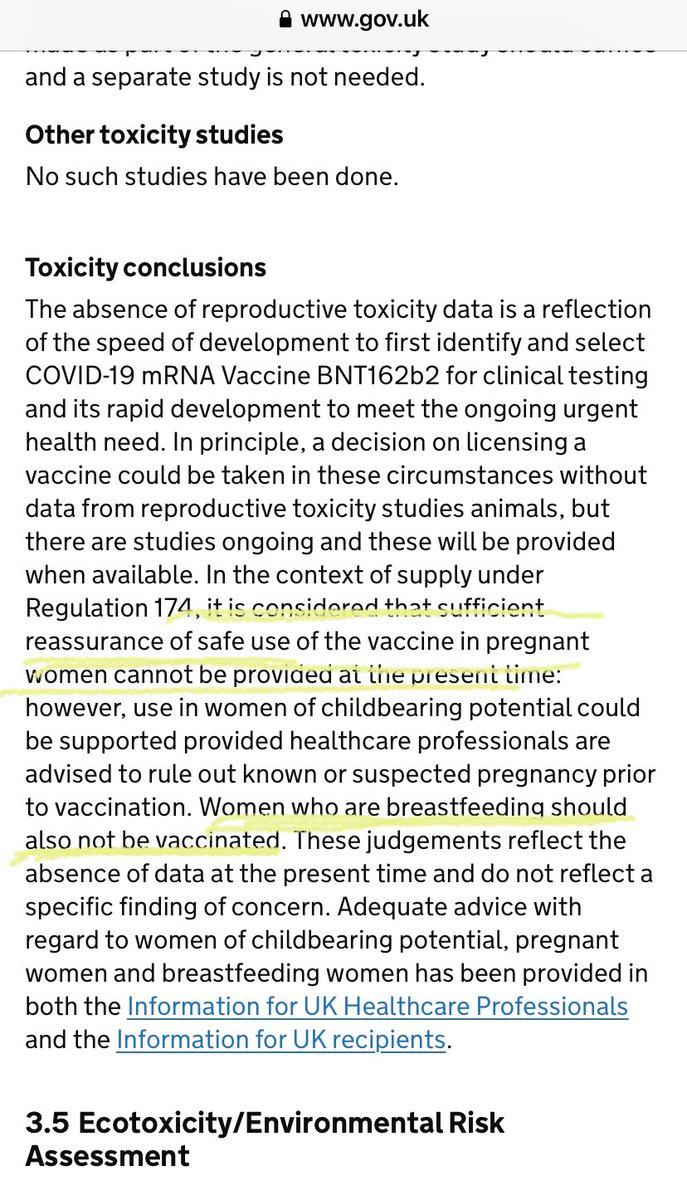 www.gov.uk
and a separate study is not needed.
Other toxicity studies
No such studies have been done.
Toxicity conclusions
The absence of reproductive toxicity data is a reflection
of the speed of development to first identify and select
COVID-19 mRNA Vaccine BNT162b2 for clinical testing
and its rapid development to meet the ongoing urgent
health need. In principle, a decision on licensing a
vaccine could be taken in these circumstances without
data from reproductive toxicity studies animals, but
there are studies ongoing and these will be provided
when available. In the context of supply under
Regulation 174, it is considered that sufficient
reassurance of safe use of the vaccine in pregnant
women cannot be provided at the present time:
however, use in women of childbearing potential could
be supported provided healthcare professionals are
advised to rule out known or suspected pregnancy prior
to vaccination. Women who are breastfeeding should
also not be vaccinated. These judgements reflect the
absence of data at the present time and do not reflect a
specific finding of concern. Adequate advice with
regard to women of childbearing potential, pregnant
women and breastfeeding women has been provided in
both the Information for UK Healthcare Professionals
and the Information for UK recipients.
3.5 Ecotoxicity/Environmental Risk
Assessment